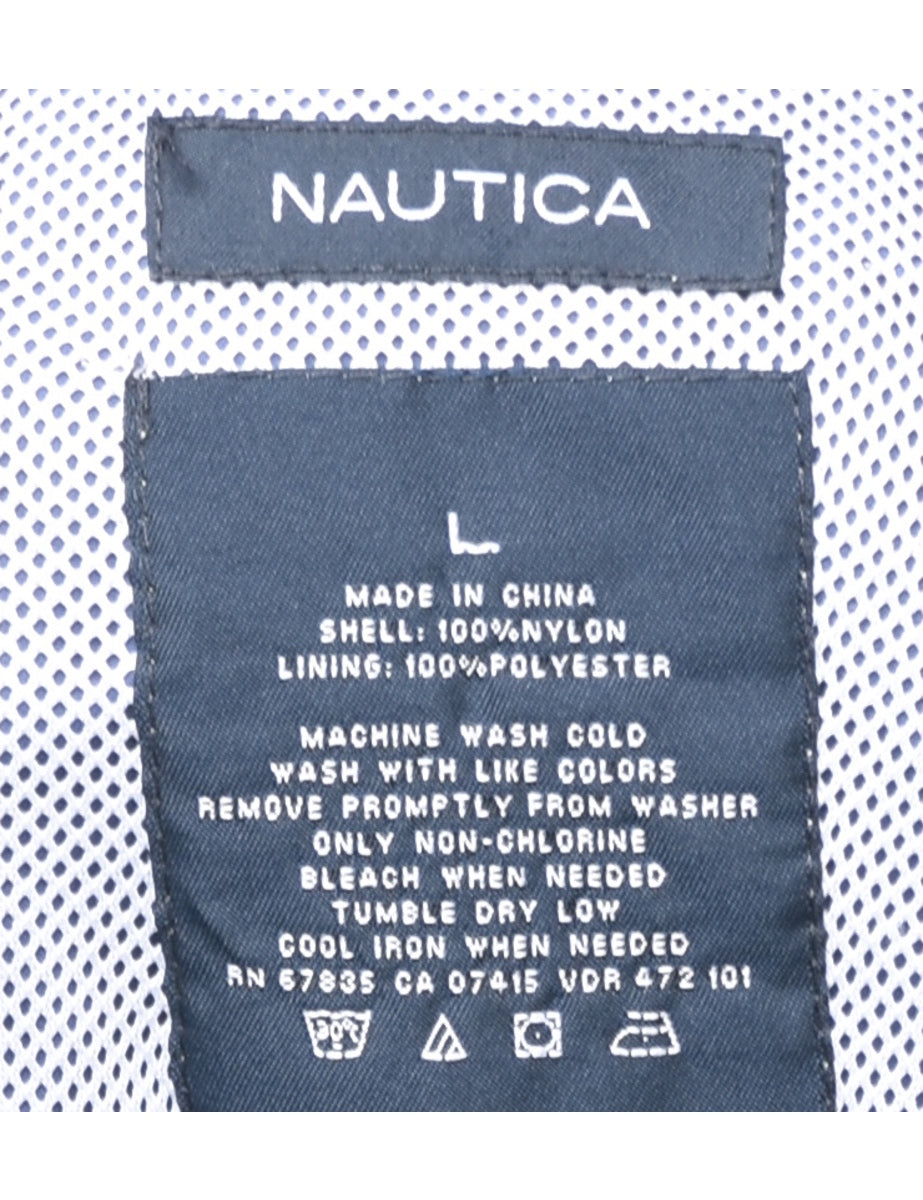 NAUTICA
L
MADE IN CHINA
SHELL: 100%NYLON
LINING: 100%POLYESTER
MACHINE WASH COLD
WASH WITH LIKE COLORS
REMOVE PROMPTLY FROM WASHER
ONLY NON-CHLORINE
BLEACH WHEN NEEDED
TUMBLE DRY LOW
COOL IRON WHEN NEEDED
RN 67835 CA 07415 VDR 472 101
30°C